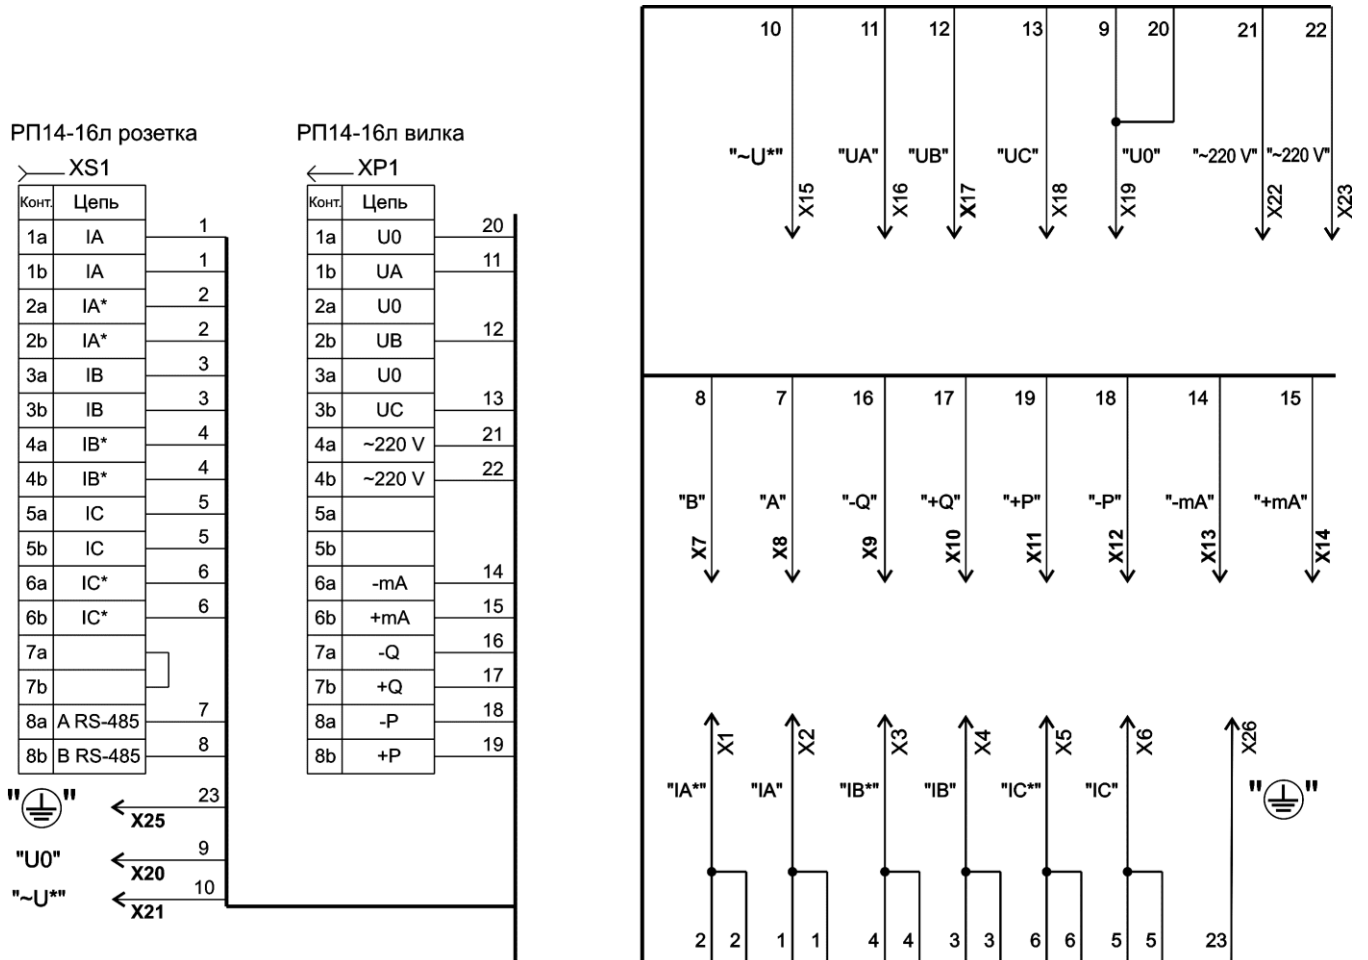 10 11 12 13 9 20 21 22
"~U*" "UA" "UB" "UC" "U0" "~220 V" "~220 V"
X15 X16 X17 X18 X19 X22 X23
РП14-16л розетка
XS1
Конт. Цепь
1a IA 1
1b IA 1
2a IA* 2
2b IA* 2
3a IB 3
3b IB 3
4a IB* 4
4b IB* 4
5a IC 5
5b IC 5
6a IC* 6
6b IC* 6
7a
7b
8a A RS-485 7
8b B RS-485 8
" " 23
X25
"U0" 9
X20
"~U*" 10
X21
РП14-16л вилка
XP1
Конт. Цепь
1a U0 20
1b UA 11
2a U0
2b UB 12
3a U0
3b UC 13
4a ~220 V 21
4b ~220 V 22
5a
5b
6a -mA 14
6b +mA 15
7a -Q 16
7b +Q 17
8a -P 18
8b +P 19
8 7 16 17 19 18 14 15
"B" "A" "-Q" "+Q" "+P" "-P" "-mA" "+mA"
X7 X8 X9 X10 X11 X12 X13 X14
X1 X2 X3 X4 X5 X6 X26
"IA*" "IA" "IB*" "IB" "IC*" "IC" " "
2 2 1 1 4 4 3 3 6 6 5 5 23